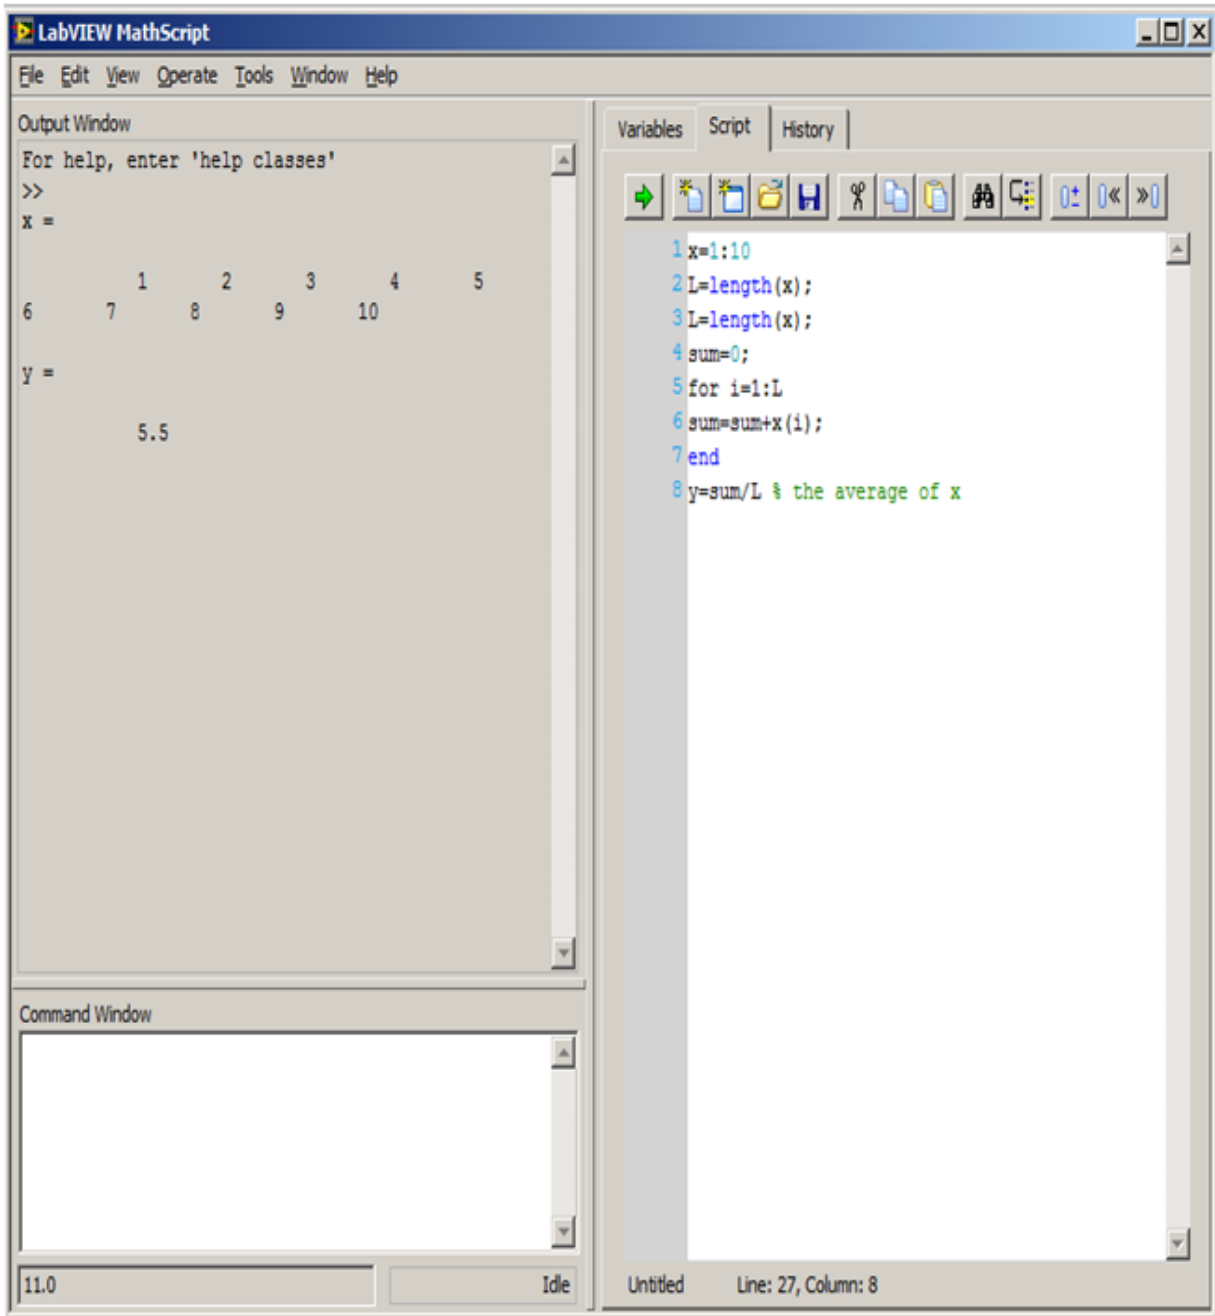 LabVIEW MathScript
File Edit View Operate Tools Window Help
Output Window
For help, enter 'help classes'
>>
x =
1 2 3 4 5
6 7 8 9 10
y =
5.5
Command Window
11.0 Idle
Variables Script History
1 x=1:10
2 L=length(x);
3 L=length(x);
4 sum=0;
5 for i=1:L
6 sum=sum+x(i);
7 end
8 y=sum/L % the average of x
Untitled Line: 27, Column: 8